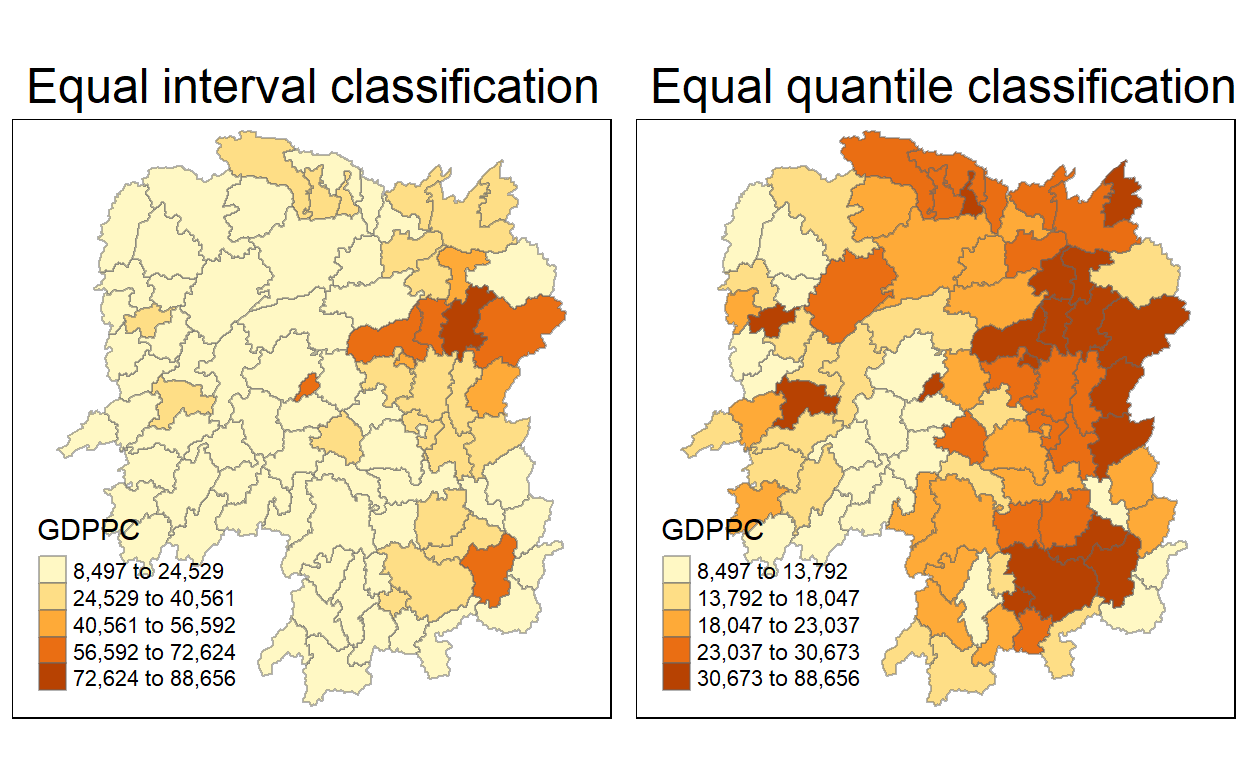 Equal interval classification
Equal quantile classification
GDPPC
8,497 to 24,529
24,529 to 40,561
40,561 to 56,592
56,592 to 72,624
72,624 to 88,656
GDPPC
8,497 to 13,792
13,792 to 18,047
18,047 to 23,037
23,037 to 30,673
30,673 to 88,656